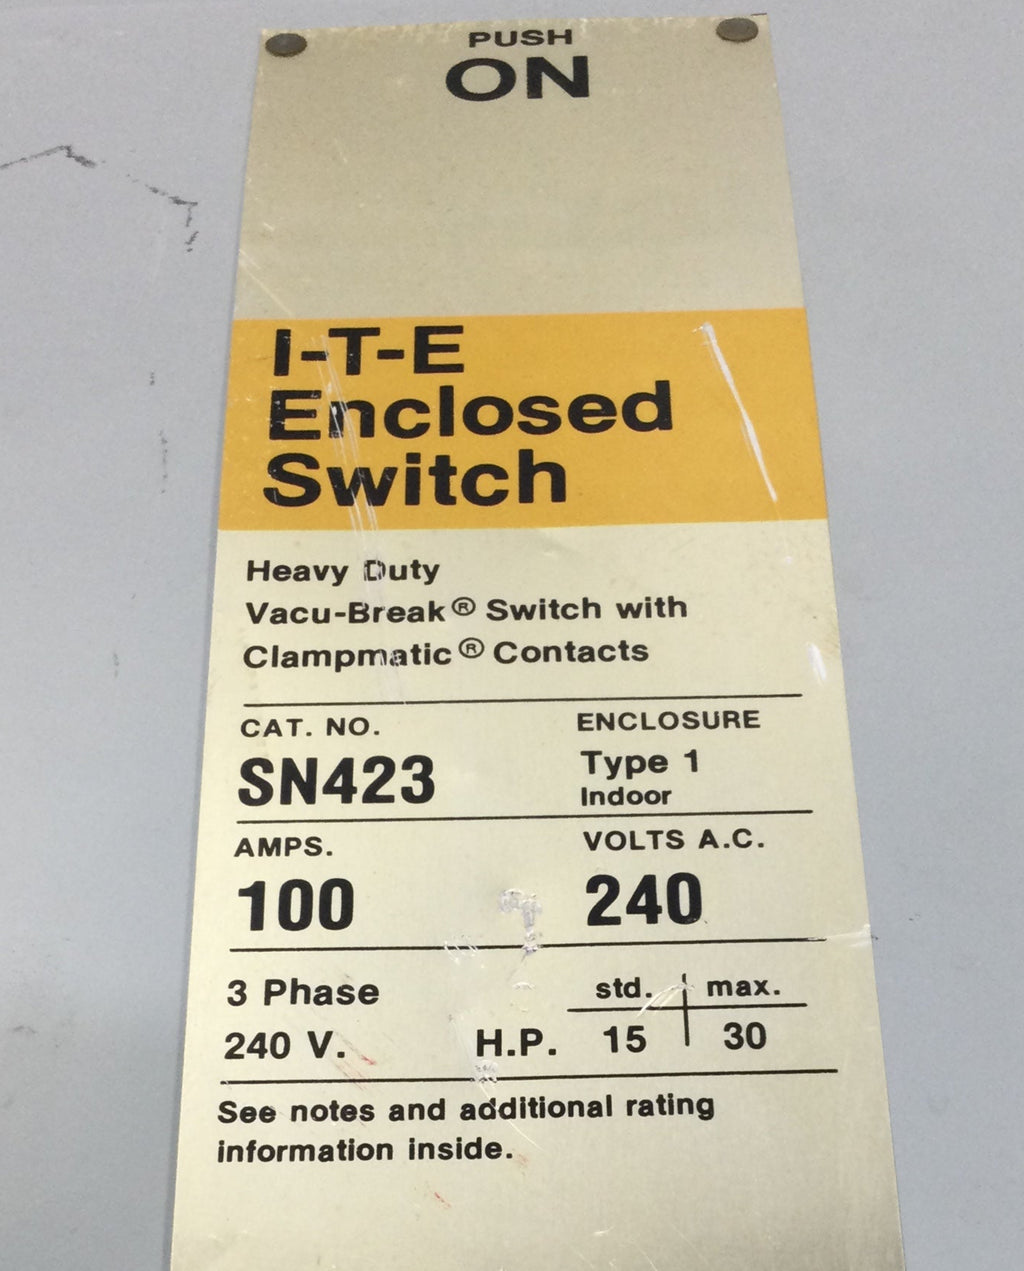 PUSH
ON
I-T-E
Enclosed
Switch
Heavy Duty
Vacu-Break® Switch with
Clampmatic® Contacts
CAT. NO.
ENCLOSURE
SN423
Type 1
Indoor
AMPS.
VOLTS A.C.
100
240
3 Phase
std.
max.
240 V.
H.P.
15
30
See notes and additional rating
information inside.